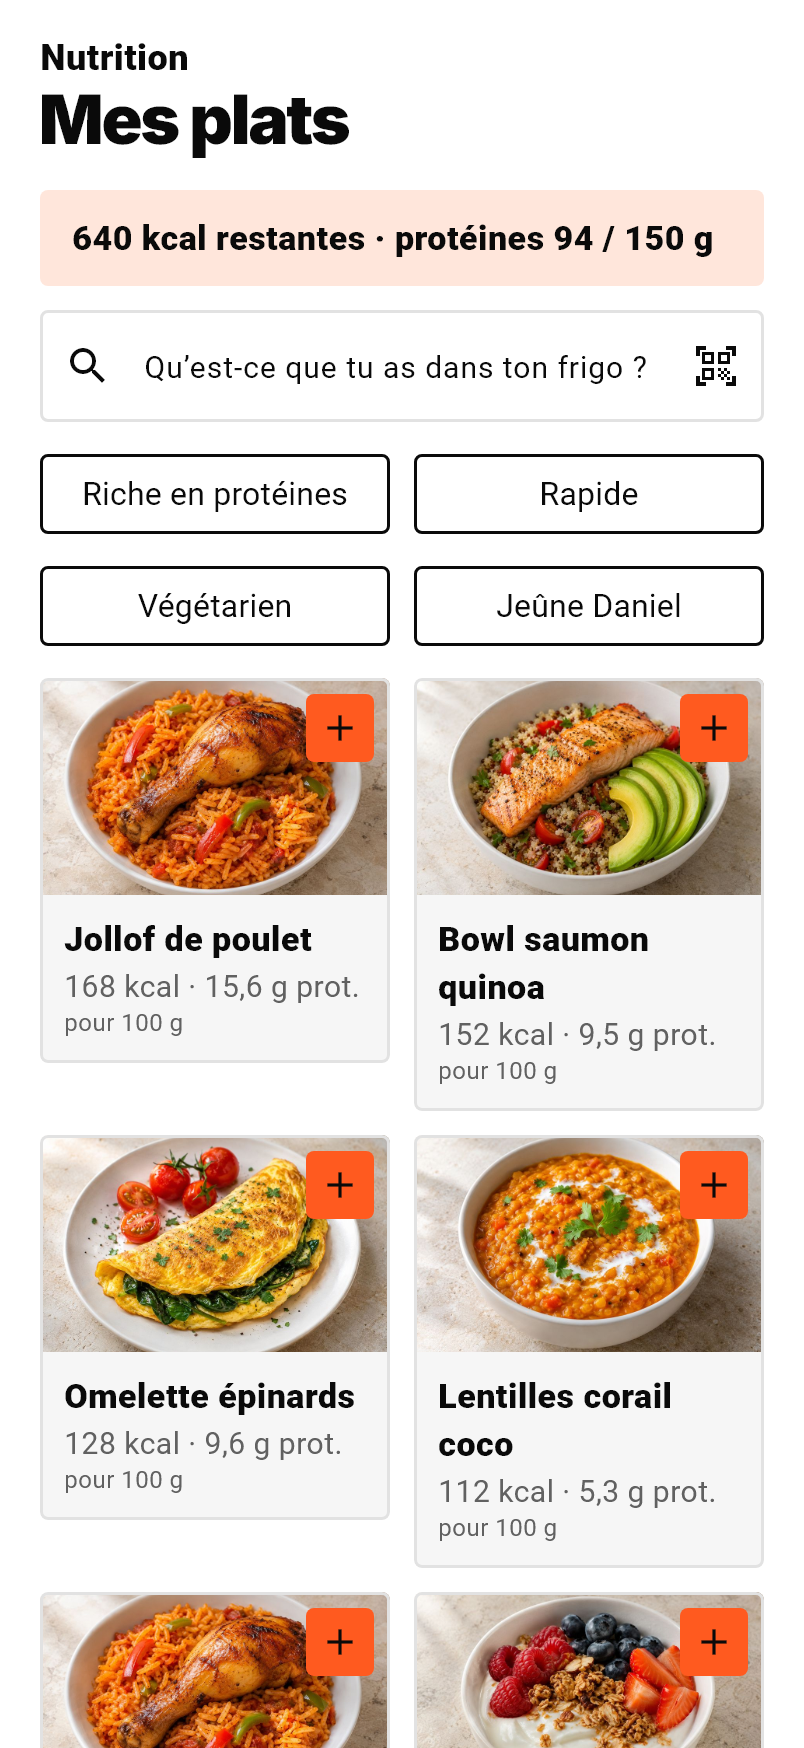 Nutrition
Mes plats
640 kcal restantes · protéines 94 / 150 g
Qu’est-ce que tu as dans ton frigo ?
Riche en protéines
Rapide
Végétarien
Jeûne Daniel
Jollof de poulet
168 kcal · 15,6 g prot.
pour 100 g
Bowl saumon
quinoa
152 kcal · 9,5 g prot.
pour 100 g
Omelette épinards
128 kcal · 9,6 g prot.
pour 100 g
Lentilles corail
coco
112 kcal · 5,3 g prot.
pour 100 g